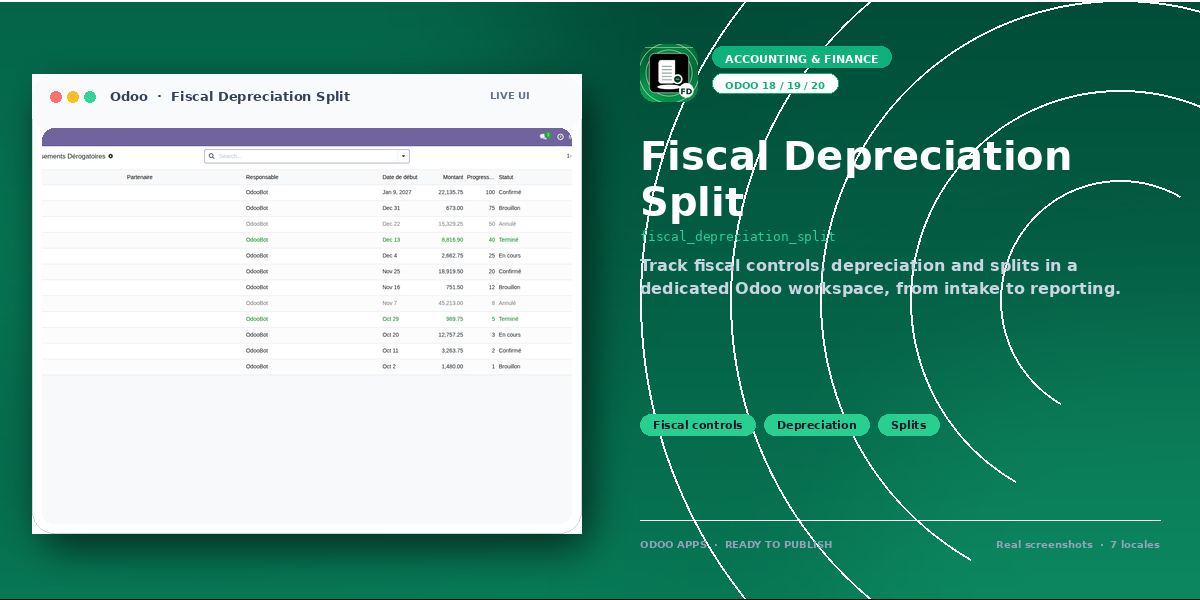 Odoo · Fiscal Depreciation Split
LIVE UI
sements Dérogatoires
Search...
Partenaire Responsable Date de début Montant Progress... Statut
OdooBot Jan 9, 2027 22,135.75 100 Confirmé
OdooBot Dec 31 673.00 75 Brouillon
OdooBot Dec 22 15,329.25 50 Annulé
OdooBot Dec 13 8,816.90 40 Terminé
OdooBot Dec 4 2,662.75 25 En cours
OdooBot Nov 25 18,919.50 20 Confirmé
OdooBot Nov 16 751.50 12 Brouillon
OdooBot Nov 7 45,213.00 8 Annulé
OdooBot Oct 29 989.75 5 Terminé
OdooBot Oct 20 12,757.25 3 En cours
OdooBot Oct 11 3,263.75 2 Confirmé
OdooBot Oct 2 1,480.00 1 Brouillon
FD
ACCOUNTING & FINANCE
ODOO 18 / 19 / 20
Fiscal Depreciation
Split
fiscal_depreciation_split
Track fiscal controls, depreciation and splits in a
dedicated Odoo workspace, from intake to reporting.
Fiscal controls
Depreciation
Splits
ODOO APPS · READY TO PUBLISH
Real screenshots · 7 locales